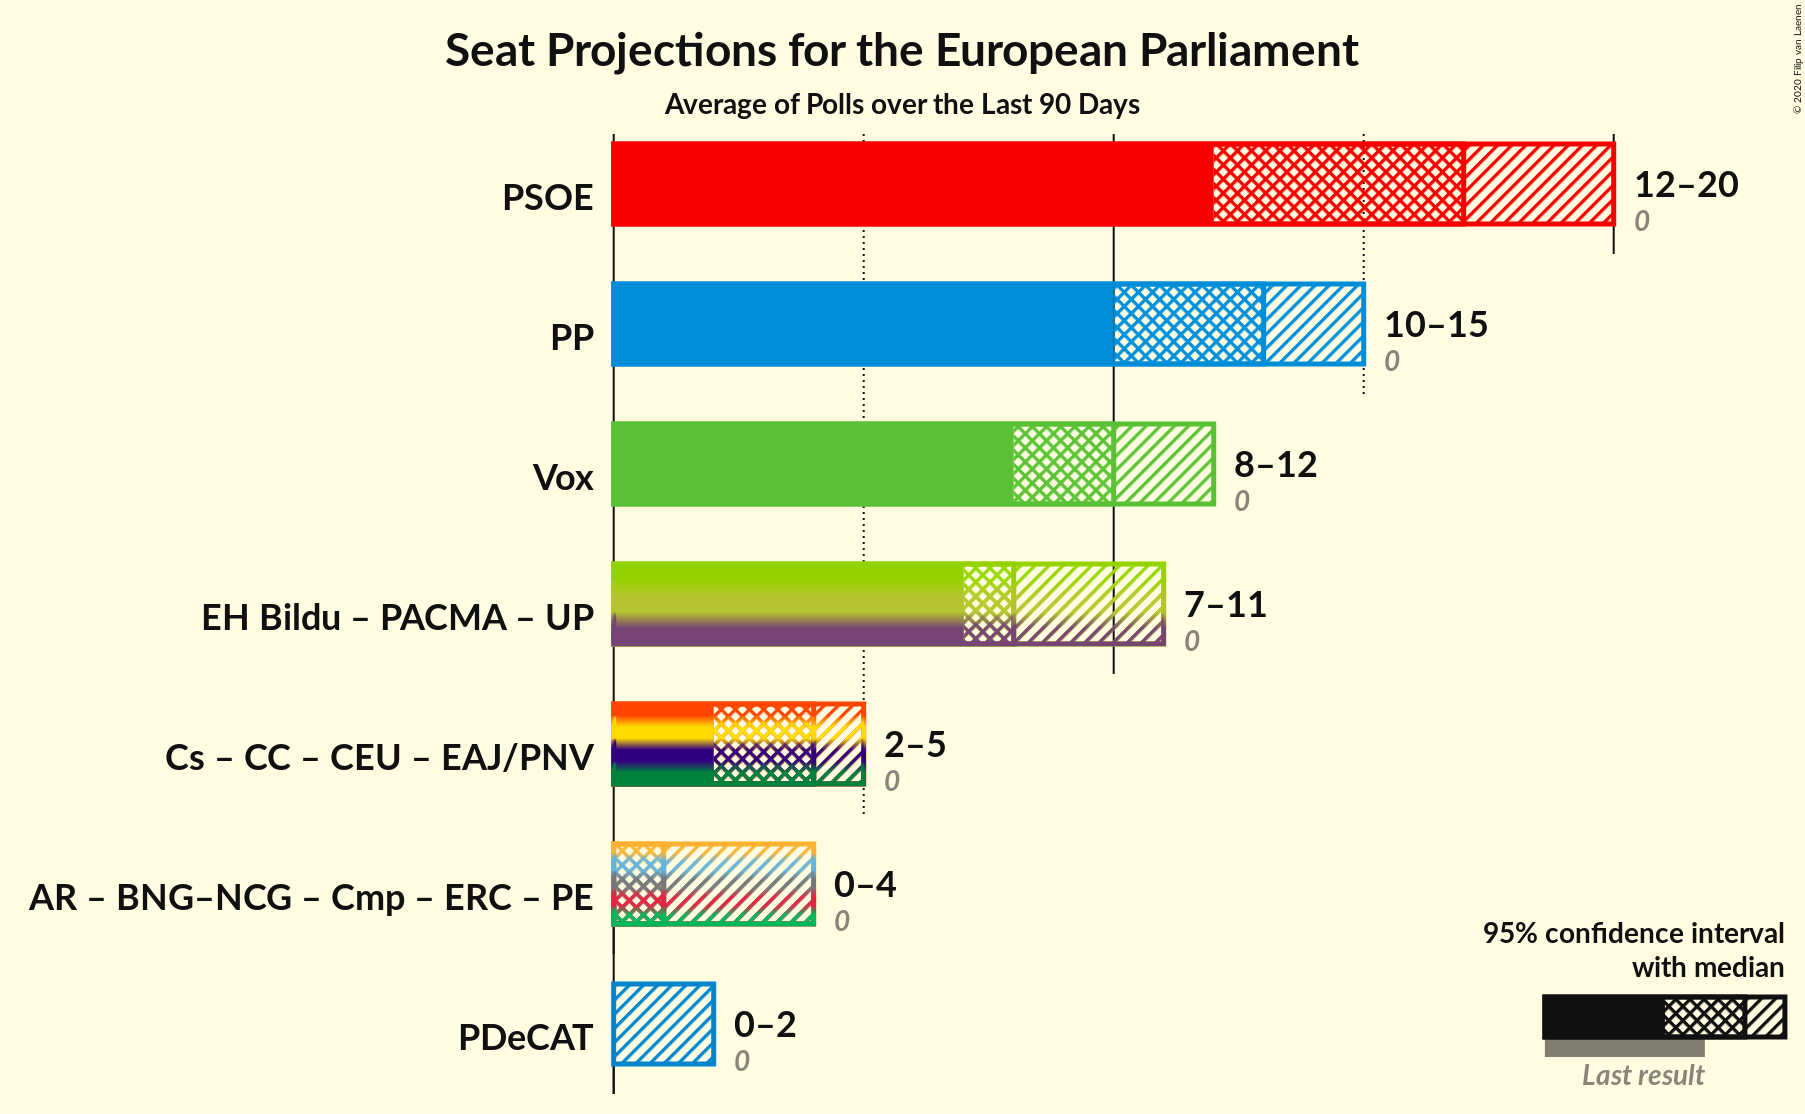 Seat Projections for the European Parliament
Average of Polls over the Last 90 Days
© 2020 Filip van Laenen
PSOE
12–20
0
PP
10–15
0
Vox
8–12
0
EH Bildu – PACMA – UP
7–11
0
Cs – CC – CEU – EAJ/PNV
2–5
0
AR – BNG–NCG – Cmp – ERC – PE
0–4
0
PDeCAT
0–2
0
95% confidence interval
with median
Last result